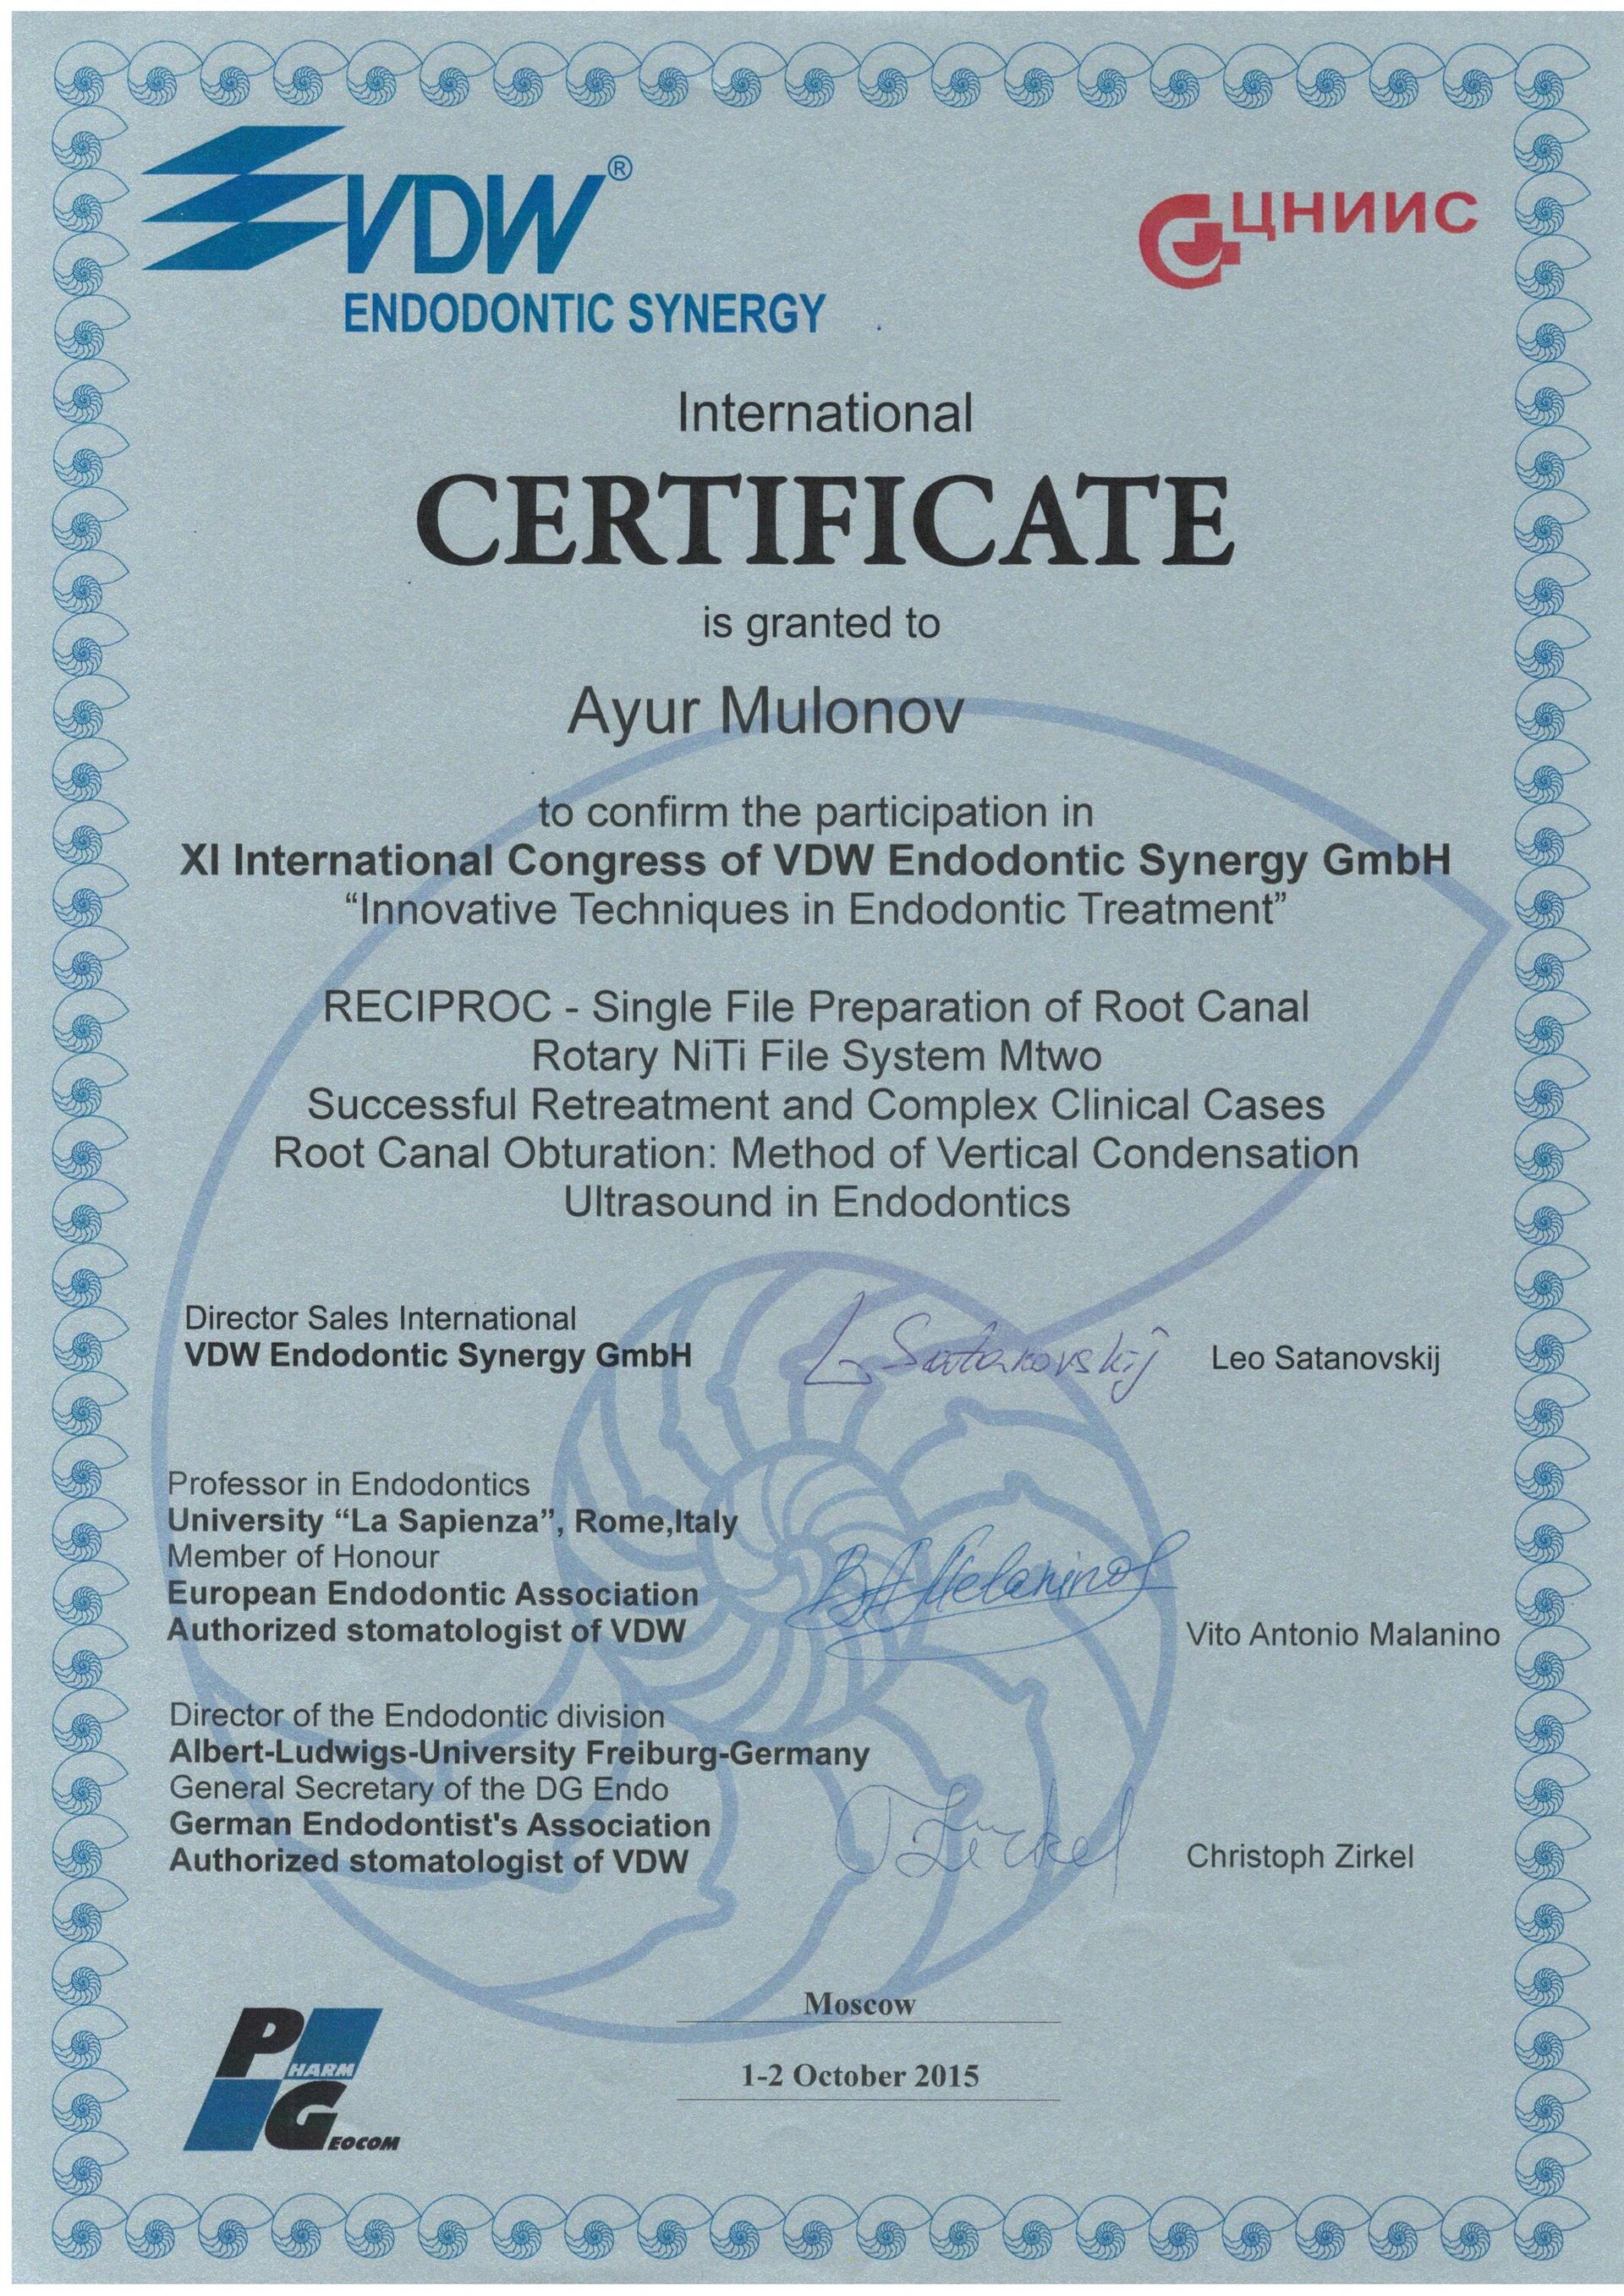 VDW®
ENDODONTIC SYNERGY
ЦНИИС
International
CERTIFICATE
is granted to
Ayur Mulonov
to confirm the participation in
XI International Congress of VDW Endodontic Synergy GmbH
“Innovative Techniques in Endodontic Treatment”
RECIPROC - Single File Preparation of Root Canal
Rotary NiTi File System Mtwo
Successful Retreatment and Complex Clinical Cases
Root Canal Obturation: Method of Vertical Condensation
Ultrasound in Endodontics
Director Sales International
VDW Endodontic Synergy GmbH
L Satanovskij
Leo Satanovskij
Professor in Endodontics
University “La Sapienza”, Rome,Italy
Member of Honour
European Endodontic Association
Authorized stomatologist of VDW
Vito Antonio Malanino
Director of the Endodontic division
Albert-Ludwigs-University Freiburg-Germany
General Secretary of the DG Endo
German Endodontist's Association
Authorized stomatologist of VDW
Zirkel
Christoph Zirkel
Moscow
1-2 October 2015
PHARM
GEOCOM